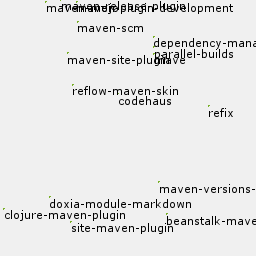 maven-release-plugin
maven-plugin-development
maven-scm
dependency-mana
parallel-builds
maven-site-plugin
reflow-maven-skin
codehaus
refix
maven-versions-
doxia-module-markdown
clojure-maven-plugin
beanstalk-mave
site-maven-plugin